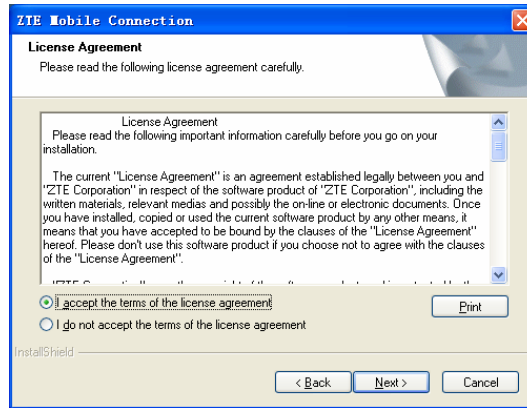 ZTE Mobile Connection
License Agreement
Please read the following license agreement carefully.
License Agreement
Please read the following important information carefully before you go on your
installation.
The current "License Agreement" is an agreement established legally between you and
"ZTE Corporation" in respect of the software product of "ZTE Corporation", including the
written materials, relevant medias and possibly the on-line or electronic documents. Once
you have installed, copied or used the current software product by any other means, it
means that you have accepted to be bound by the clauses of the "License Agreement"
hereof. Please don't use this software product if you choose not to agree with the clauses
of the "License Agreement".
I accept the terms of the license agreement
Print
I do not accept the terms of the license agreement
InstallShield
< Back Next > Cancel